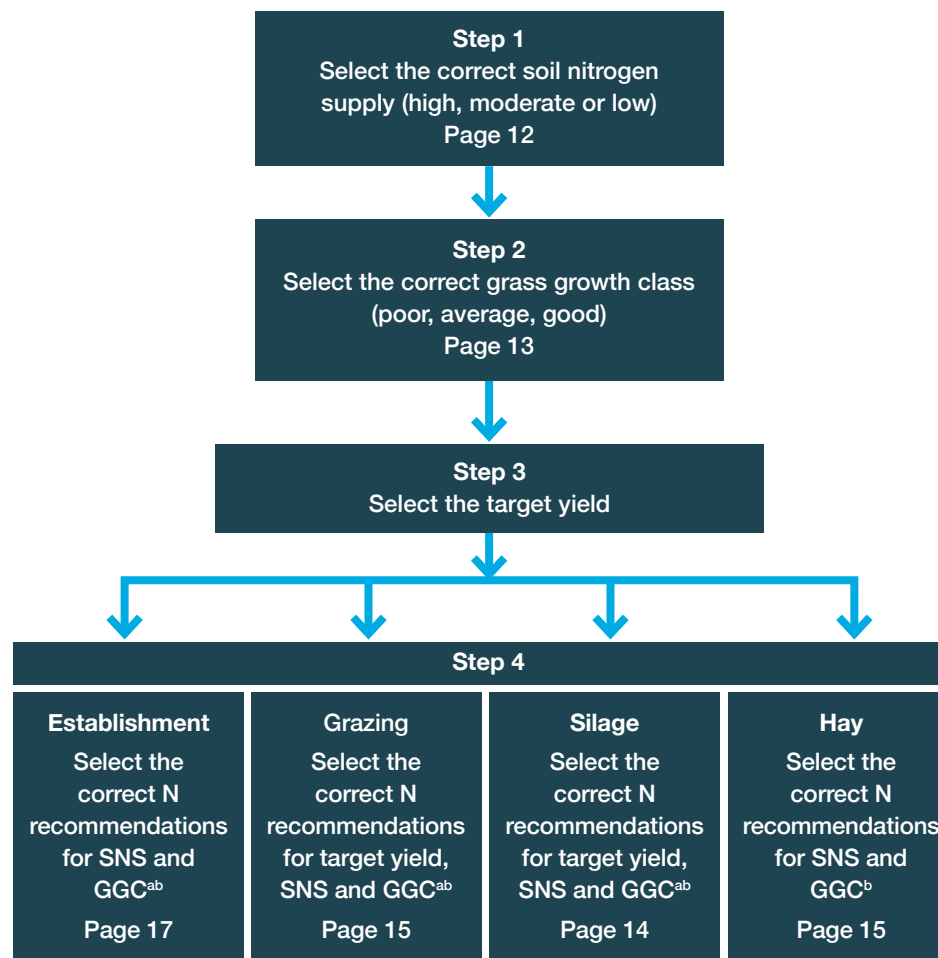 Step 1
Select the correct soil nitrogen
supply (high, moderate or low)
Page 12
Step 2
Select the correct grass growth class
(poor, average, good)
Page 13
Step 3
Select the target yield
Step 4
Establishment
Select the
correct N
recommendations
for SNS and
GGCab
Page 17
Grazing
Select the
correct N
recommendations
for target yield,
SNS and GGCab
Page 15
Silage
Select the
correct N
recommendations
for target yield,
SNS and GGCab
Page 14
Hay
Select the
correct N
recommendations
for SNS and
GGCb
Page 15